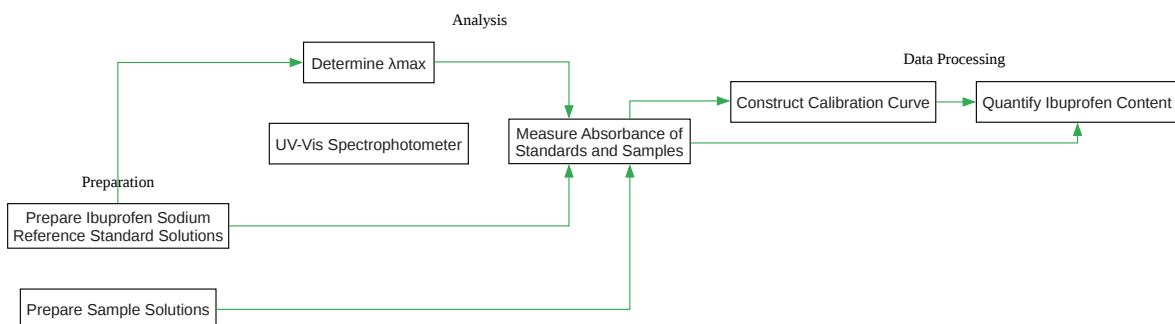 Analysis
Determine λmax
Data Processing
Construct Calibration Curve
Quantify Ibuprofen Content
UV-Vis Spectrophotometer
Measure Absorbance of
Standards and Samples
Preparation
Prepare Ibuprofen Sodium
Reference Standard Solutions
Prepare Sample Solutions